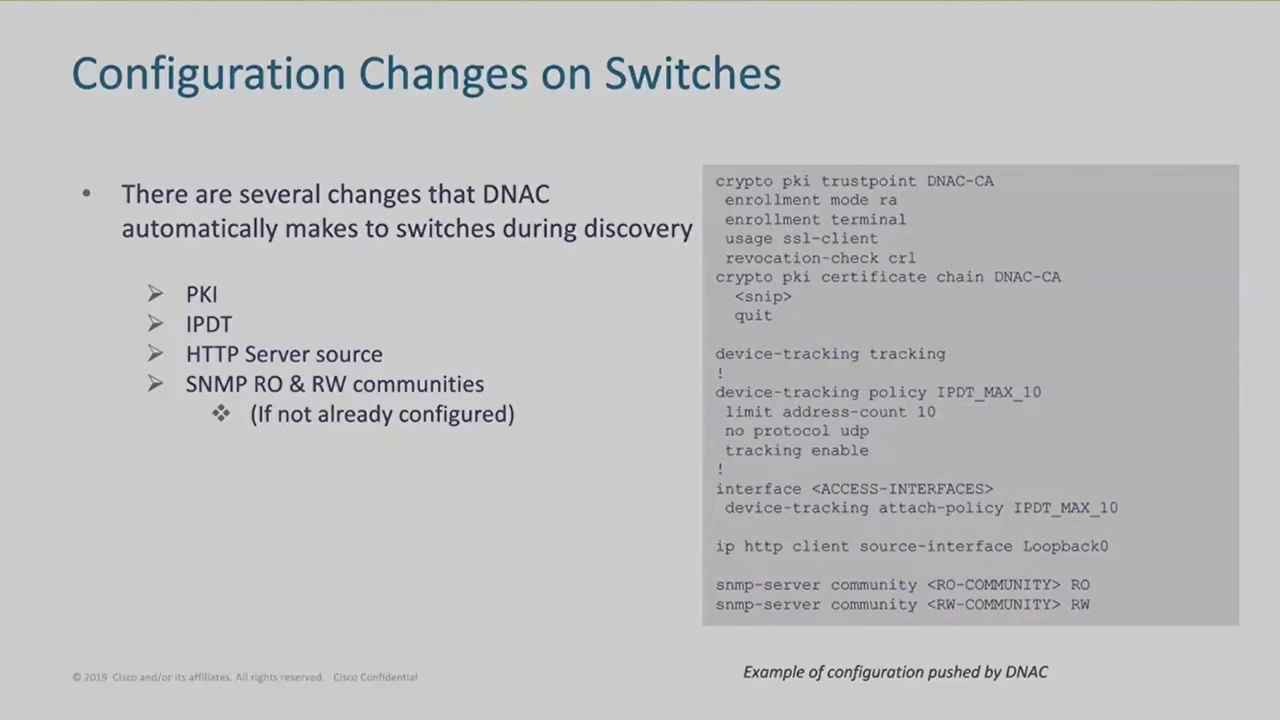 Configuration Changes on Switches
• There are several changes that DNAC
automatically makes to switches during discovery
➢ PKI
➢ IPDT
➢ HTTP Server source
➢ SNMP RO & RW communities
❖ (If not already configured)
crypto pki trustpoint DNAC-CA
 enrollment mode ra
 enrollment terminal
 usage ssl-client
 revocation-check crl
crypto pki certificate chain DNAC-CA
  <snip>
  quit
device-tracking tracking
!
device-tracking policy IPDT_MAX_10
 limit address-count 10
 no protocol udp
 tracking enable
!
interface <ACCESS-INTERFACES>
 device-tracking attach-policy IPDT_MAX_10
ip http client source-interface Loopback0
snmp-server community <RO-COMMUNITY> RO
snmp-server community <RW-COMMUNITY> RW
Example of configuration pushed by DNAC
© 2019 Cisco and/or its affiliates. All rights reserved. Cisco Confidential